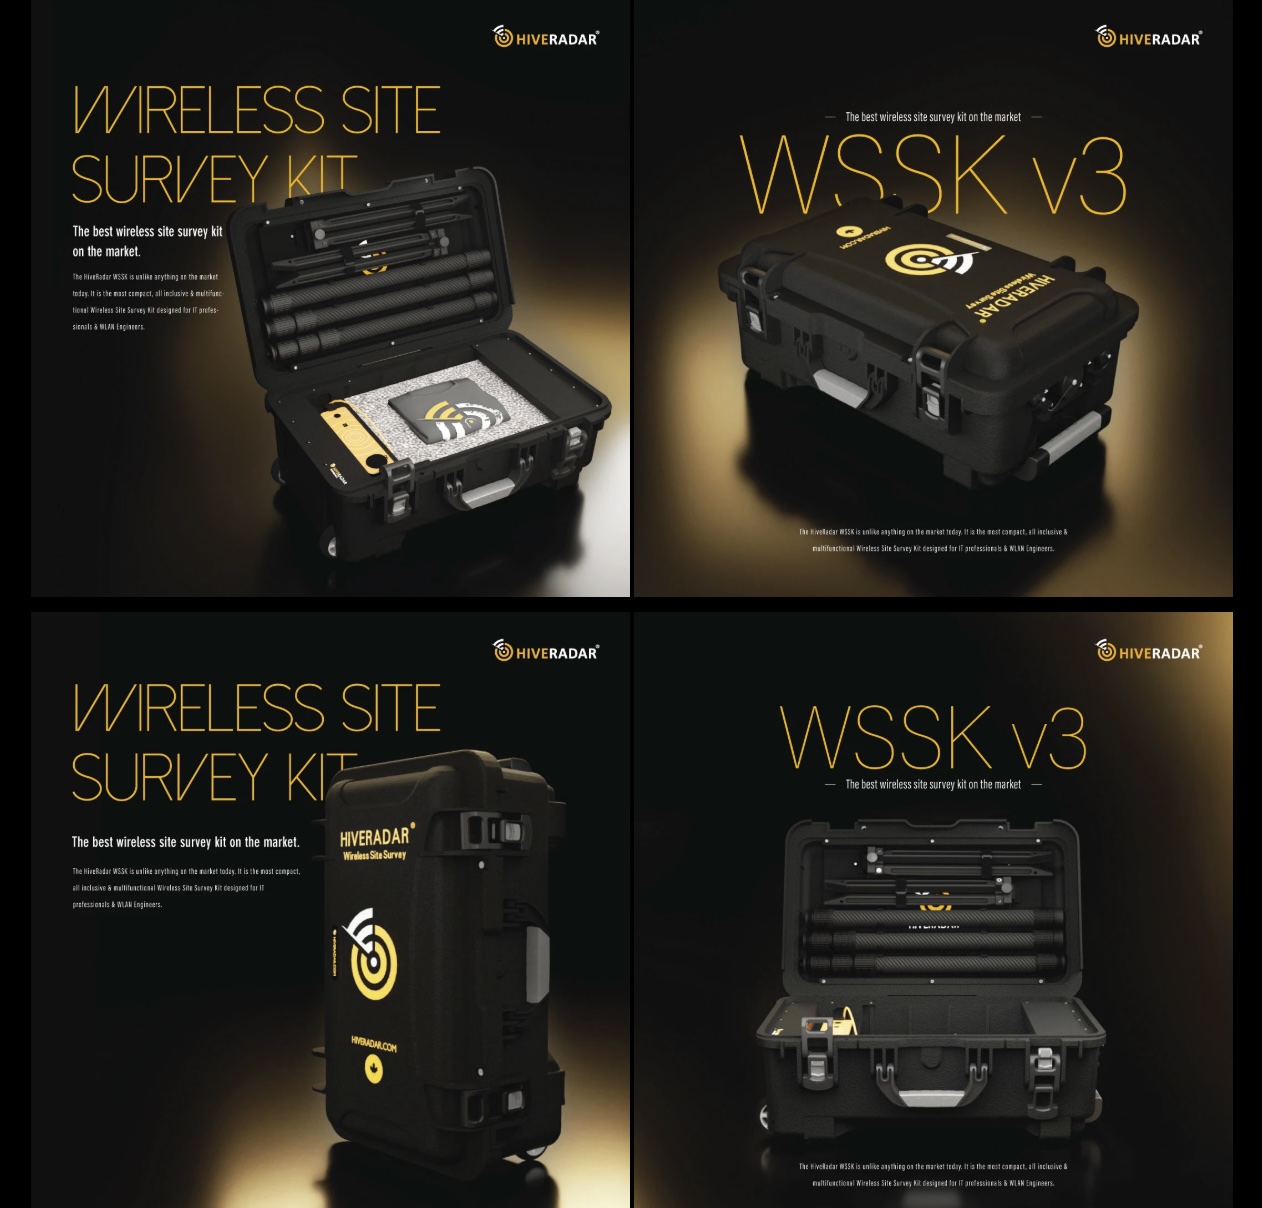 HIVERADAR®
WIRELESS SITE
SURVEY KIT
The best wireless site survey kit
on the market.
The HiveRadar WSSK is unlike anything on the market
today. It is the most compact, all inclusive & multifunc-
tional Wireless Site Survey Kit designed for IT profes-
sionals & WLAN Engineers.
HIVERADAR®
— The best wireless site survey kit on the market —
WSSK v3
HIVERADAR.COM
HIVERADAR®
Wireless Site Survey
The HiveRadar WSSK is unlike anything on the market today. It is the most compact, all inclusive &
multifunctional Wireless Site Survey Kit designed for IT professionals & WLAN Engineers.
HIVERADAR®
WIRELESS SITE
SURVEY KIT
The best wireless site survey kit on the market.
The HiveRadar WSSK is unlike anything on the market today. It is the most compact,
all inclusive & multifunctional Wireless Site Survey Kit designed for IT
professionals & WLAN Engineers.
HIVERADAR®
Wireless Site Survey
HIVERADAR.COM
HIVERADAR®
WSSK v3
— The best wireless site survey kit on the market —
HIVERADAR
The HiveRadar WSSK is unlike anything on the market today. It is the most compact, all inclusive &
multifunctional Wireless Site Survey Kit designed for IT professionals & WLAN Engineers.